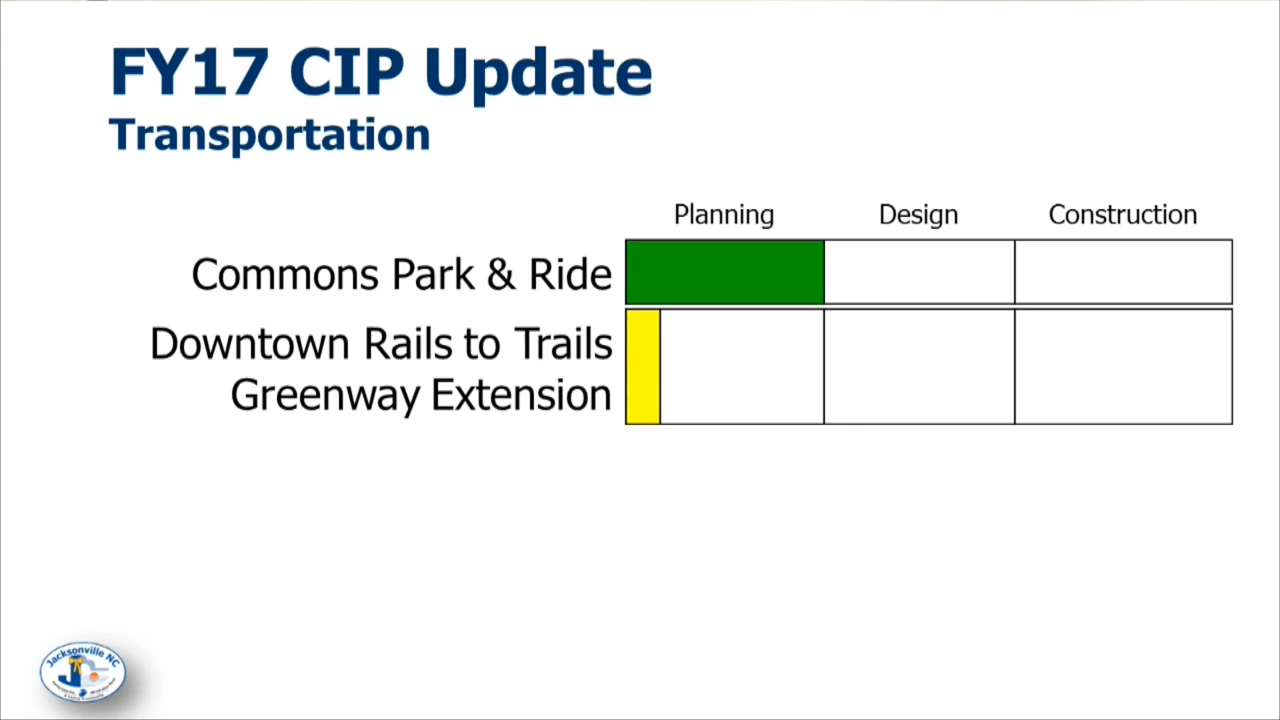 FY17 CIP Update
Transportation
Planning Design Construction
Commons Park & Ride
Downtown Rails to Trails
Greenway Extension
Jacksonville NC